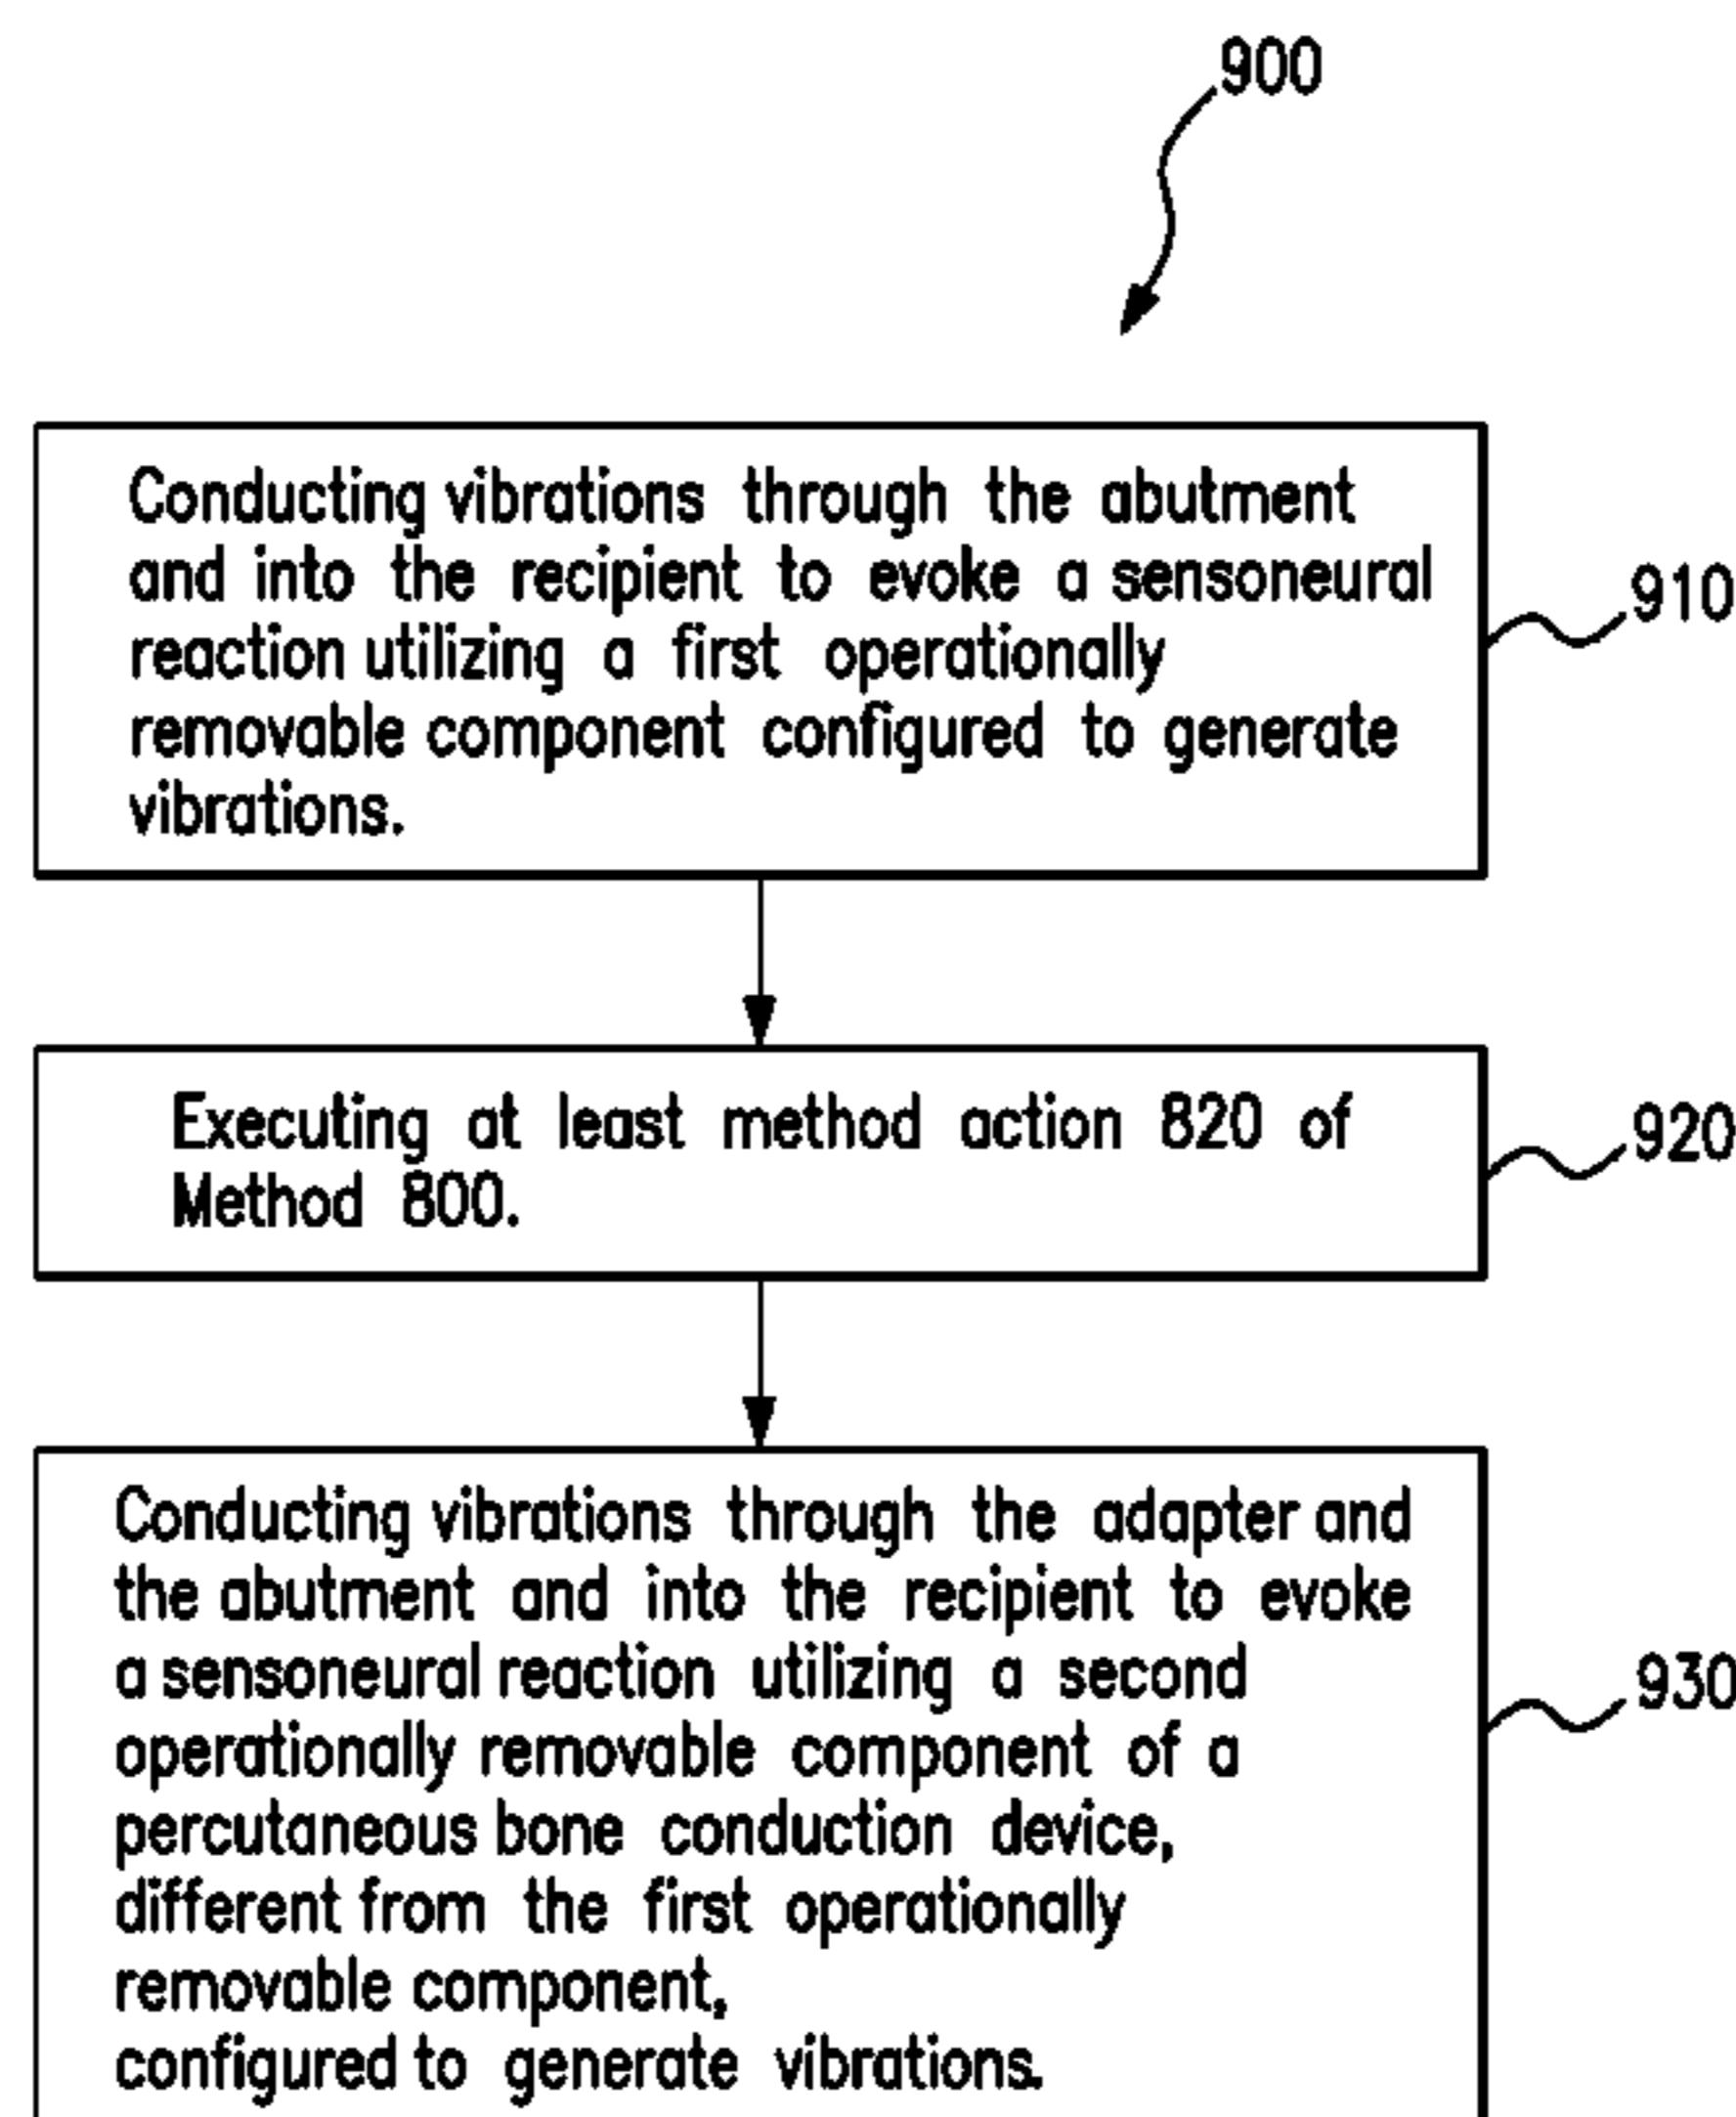 900
Conducting vibrations through the abutment
and into the recipient to evoke a sensoneural
reaction utilizing a first operationally
removable component configured to generate
vibrations.
910
Executing at least method action 820 of
Method 800.
920
Conducting vibrations through the adapter and
the abutment and into the recipient to evoke
a sensoneural reaction utilizing a second
operationally removable component of a
percutaneous bone conduction device,
different from the first operationally
removable component,
configured to generate vibrations.
930